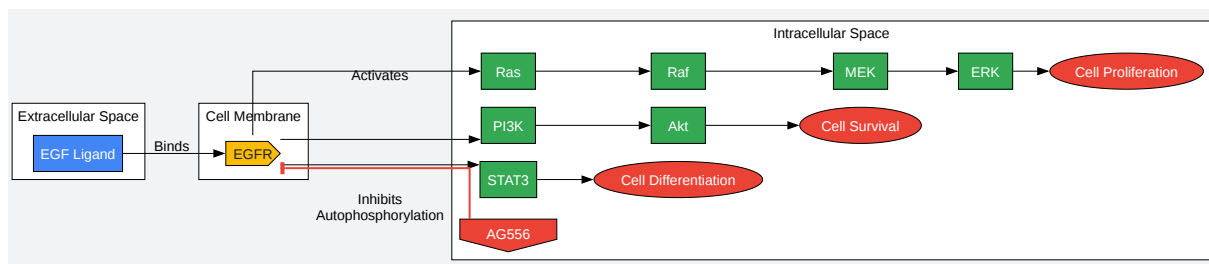 Intracellular Space
Activates
Ras
Raf
MEK
ERK
Cell Proliferation
Extracellular Space
Cell Membrane
EGF Ligand
Binds
EGFR
PI3K
Akt
Cell Survival
STAT3
Cell Differentiation
Inhibits
Autophosphorylation
AG556